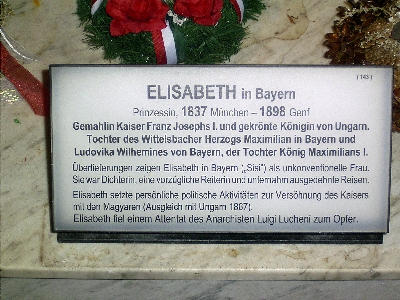 ( 143 )
ELISABETH in Bayern
Prinzessin, 1837 München – 1898 Genf
Gemahlin Kaiser Franz Josephs I. und gekrönte Königin von Ungarn.
Tochter des Wittelsbacher Herzogs Maximilian in Bayern und
Ludovika Wilhemines von Bayern, der Tochter König Maximilians I.
Überlieferungen zeigen Elisabeth in Bayern („Sisi“) als unkonventionelle Frau.
Sie war Dichterin, eine vorzügliche Reiterin und unternahm ausgedehnte Reisen.
Elisabeth setzte persönliche politische Aktivitäten zur Versöhnung des Kaisers
mit den Magyaren (Ausgleich mit Ungarn 1867).
Elisabeth fiel einem Attentat des Anarchisten Luigi Lucheni zum Opfer.